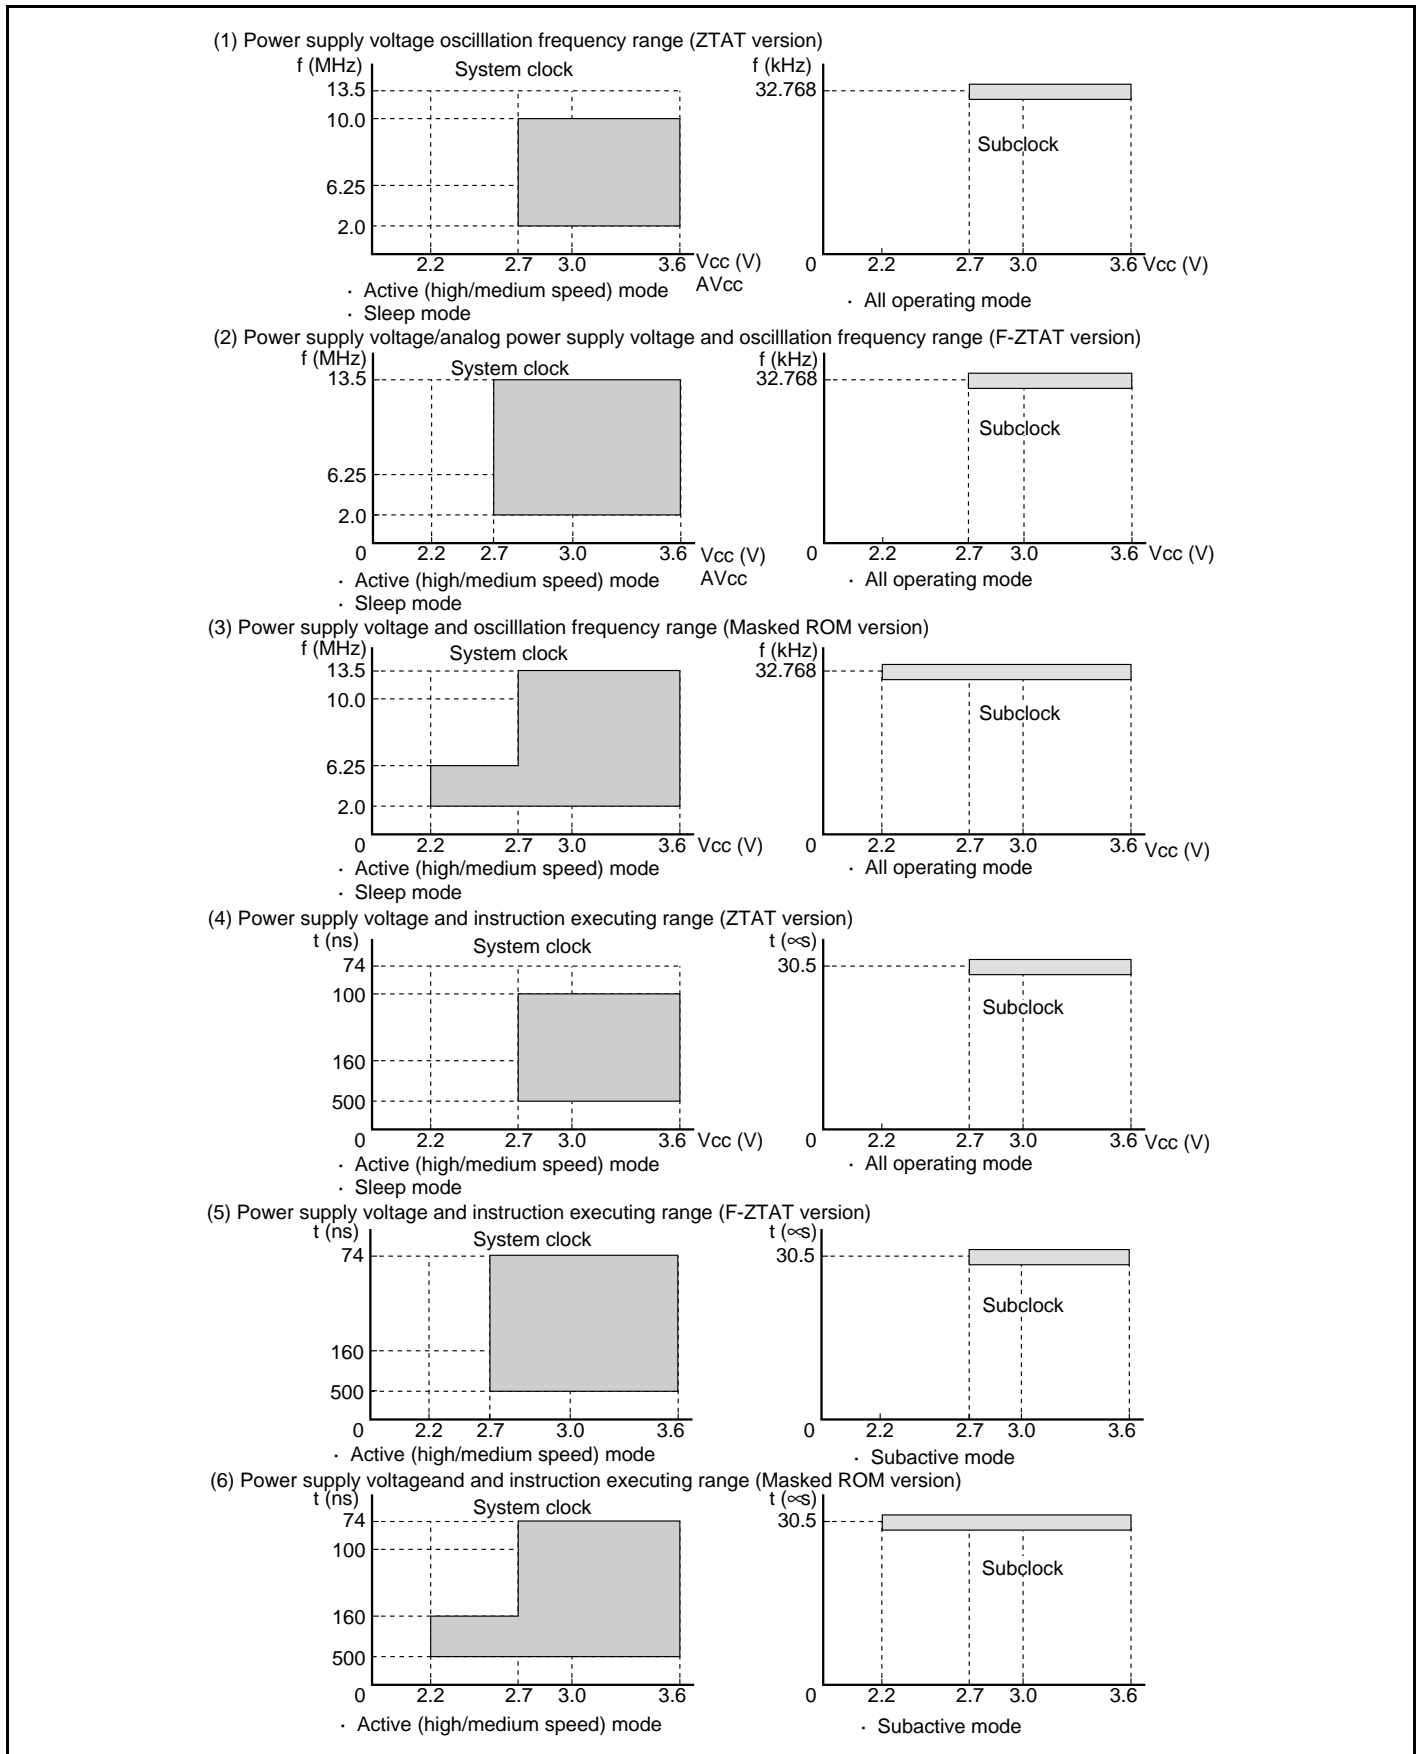 (1) Power supply voltage oscilllation frequency range (ZTAT version)
f (MHz)
System clock
13.5
10.0
6.25
2.0
2.2 2.7 3.0 3.6 Vcc (V)
AVcc
· Active (high/medium speed) mode
· Sleep mode
f (kHz)
32.768
Subclock
0 2.2 2.7 3.0 3.6 Vcc (V)
· All operating mode
(2) Power supply voltage/analog power supply voltage and oscilllation frequency range (F-ZTAT version)
f (MHz)
System clock
13.5
6.25
2.0
0 2.2 2.7 3.0 3.6 Vcc (V)
AVcc
· Active (high/medium speed) mode
· Sleep mode
f (kHz)
32.768
Subclock
0 2.2 2.7 3.0 3.6 Vcc (V)
· All operating mode
(3) Power supply voltage and oscilllation frequency range (Masked ROM version)
f (MHz)
System clock
13.5
10.0
6.25
2.0
0 2.2 2.7 3.0 3.6 Vcc (V)
· Active (high/medium speed) mode
· Sleep mode
f (kHz)
32.768
Subclock
0 2.2 2.7 3.0 3.6 Vcc (V)
· All operating mode
(4) Power supply voltage and instruction executing range (ZTAT version)
t (ns)
System clock
74
100
160
500
0 2.2 2.7 3.0 3.6 Vcc (V)
· Active (high/medium speed) mode
· Sleep mode
t (∝s)
30.5
Subclock
0 2.2 2.7 3.0 3.6 Vcc (V)
· All operating mode
(5) Power supply voltage and instruction executing range (F-ZTAT version)
t (ns)
System clock
74
160
500
0 2.2 2.7 3.0 3.6
· Active (high/medium speed) mode
t (∝s)
30.5
Subclock
0 2.2 2.7 3.0 3.6
· Subactive mode
(6) Power supply voltageand and instruction executing range (Masked ROM version)
t (ns)
System clock
74
100
160
500
0 2.2 2.7 3.0 3.6
· Active (high/medium speed) mode
t (∝s)
30.5
Subclock
0 2.2 2.7 3.0 3.6
· Subactive mode